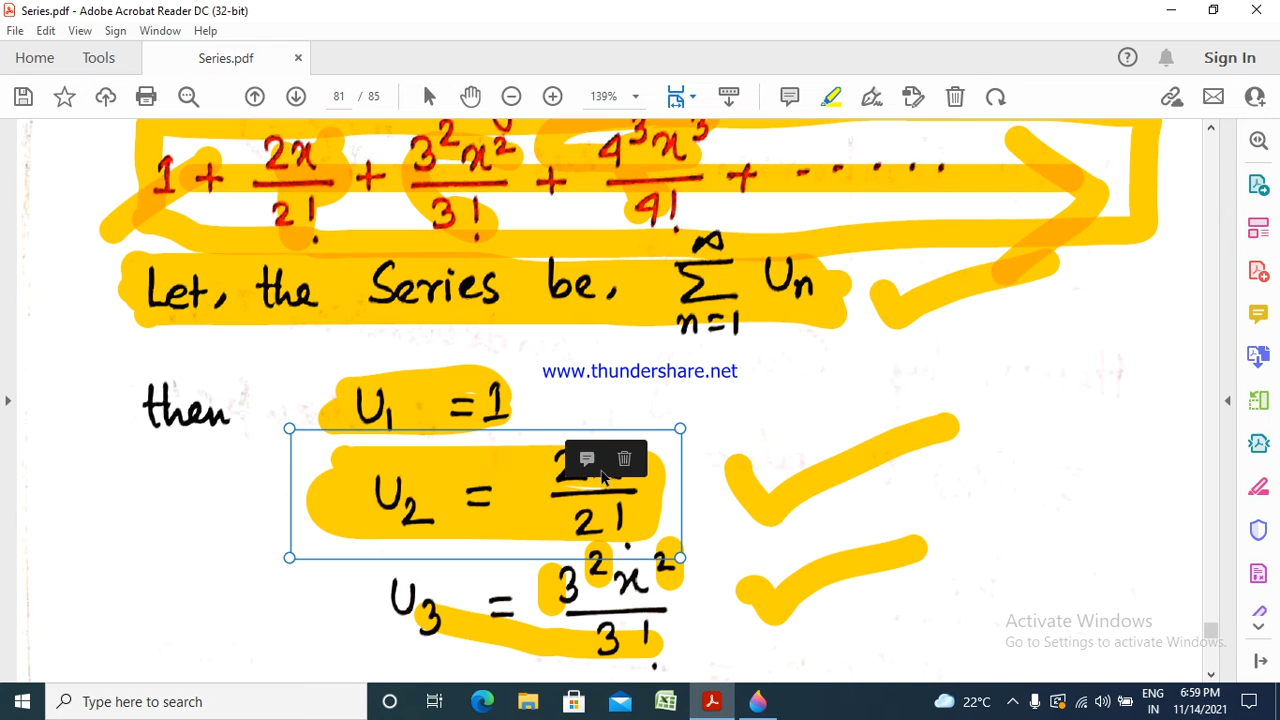 Series.pdf - Adobe Acrobat Reader DC (32-bit)
File Edit View Sign Window Help
Home Tools Series.pdf × Sign In
81 / 85 139%
1 + 2x/2! + 3²x²/3! + 4³x³/4! + ......
Let, the Series be, ∞∑n=1 Un
www.thundershare.net
then U₁ = 1
U₂ = 2 /2!
U₃ = 3²x²/3!
Activate Windows
Go to Settings to activate Windows.
Type here to search
22°C ENG 6:59 PM
IN 11/14/2021